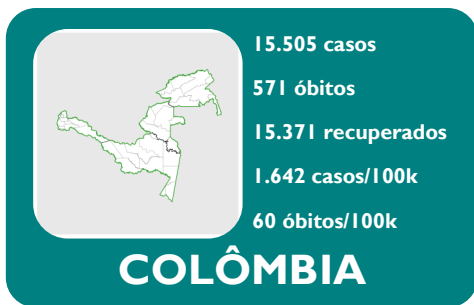 15.505 casos
571 óbitos
15.371 recuperados
1.642 casos/100k
60 óbitos/100k
COLÔMBIA